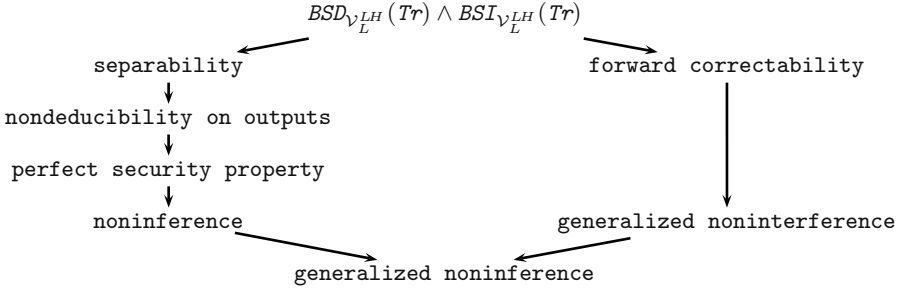 BSD_{𝒱_L^{LH}}(Tr) ∧ BSI_{𝒱_L^{LH}}(Tr)
separability forward correctability
nondeducibility on outputs
perfect security property
noninference generalized noninterference
generalized noninference